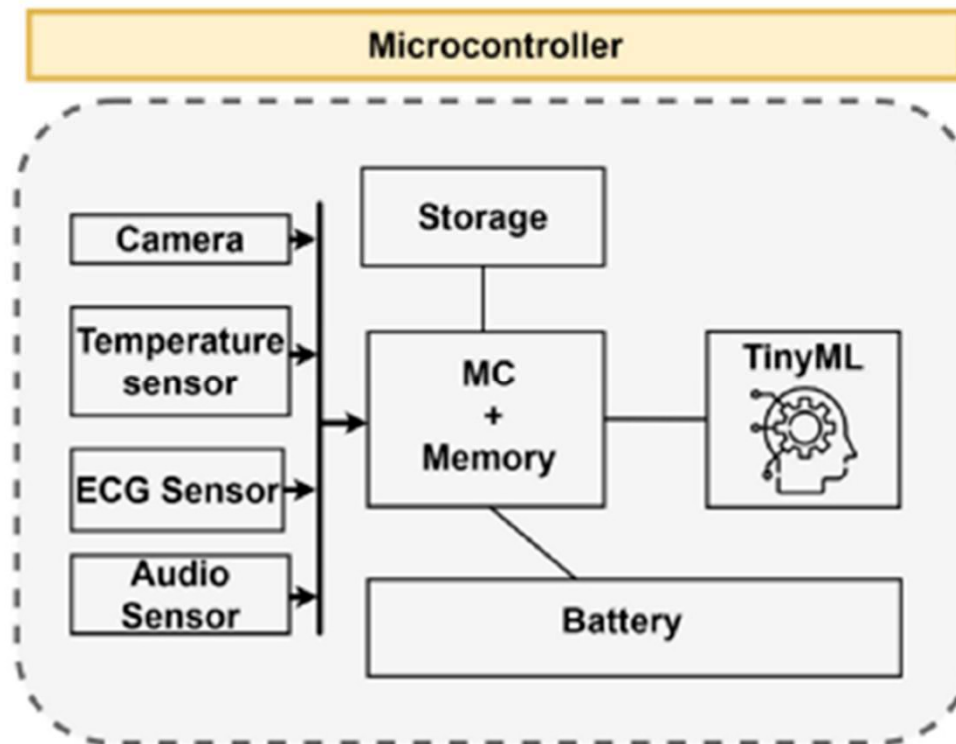 Microcontroller
Camera
Temperature
sensor
ECG Sensor
Audio
Sensor
Storage
MC
+
Memory
TinyML
Battery